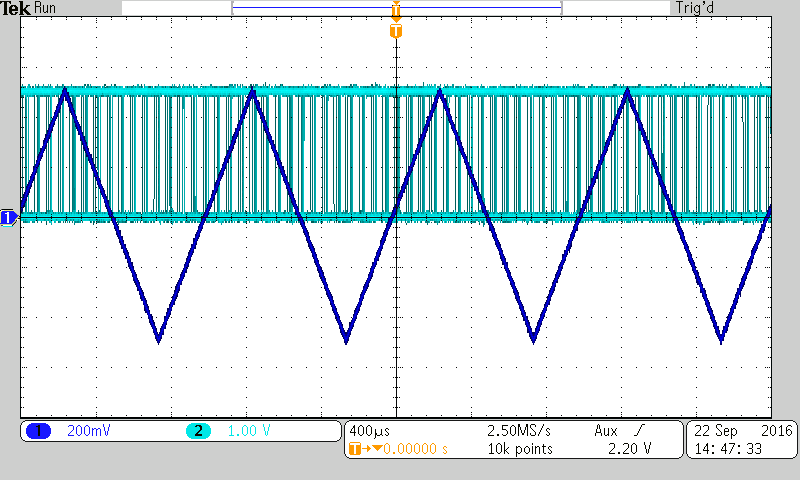 Tek Run Trig'd
T
T
1
1 200mV 2 1.00 V 400µs 2.50MS/s Aux 22 Sep 2016
T→▼0.00000 s 10k points 2.20 V 14:47:33